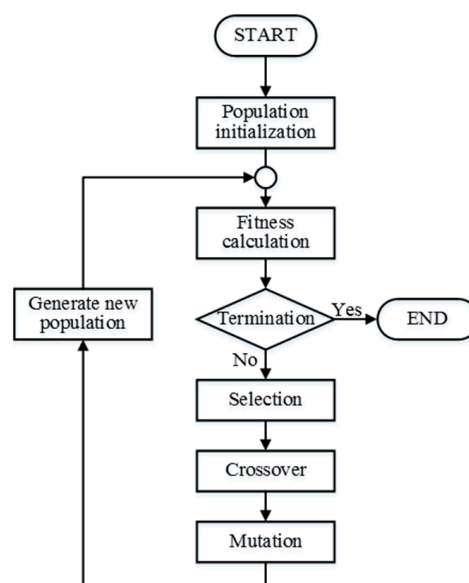 START
Population
initialization
Fitness
calculation
Generate new
population
Termination
Yes
END
No
Selection
Crossover
Mutation